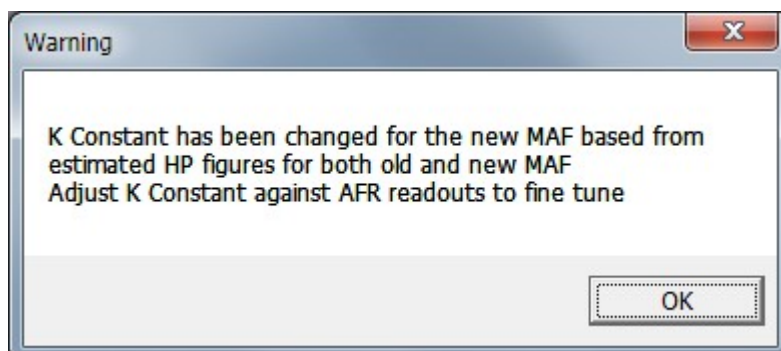 Warning
K Constant has been changed for the new MAF based from
estimated HP figures for both old and new MAF
Adjust K Constant against AFR readouts to fine tune
OK